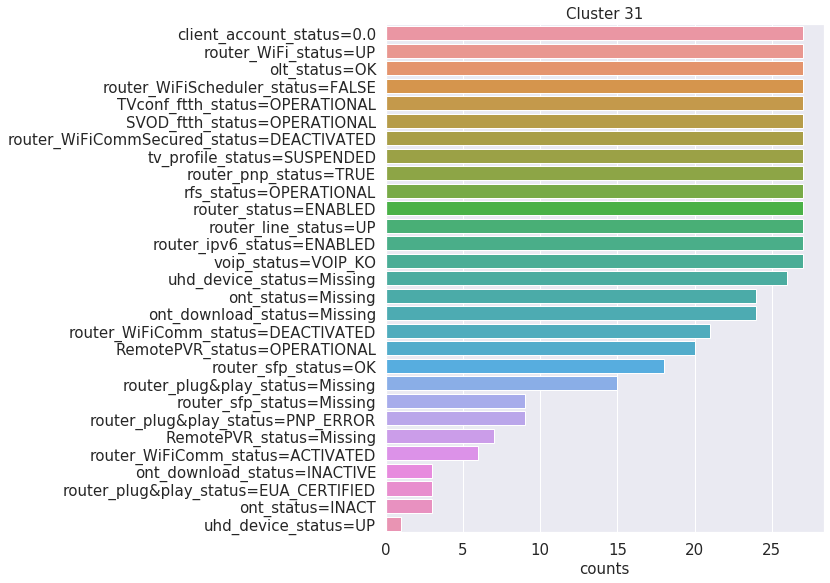 Cluster 31
client_account_status=0.0
router_WiFi_status=UP
olt_status=OK
router_WiFiScheduler_status=FALSE
TVconf_ftth_status=OPERATIONAL
SVOD_ftth_status=OPERATIONAL
router_WiFiCommSecured_status=DEACTIVATED
tv_profile_status=SUSPENDED
router_pnp_status=TRUE
rfs_status=OPERATIONAL
router_status=ENABLED
router_line_status=UP
router_ipv6_status=ENABLED
voip_status=VOIP_KO
uhd_device_status=Missing
ont_status=Missing
ont_download_status=Missing
router_WiFiComm_status=DEACTIVATED
RemotePVR_status=OPERATIONAL
router_sfp_status=OK
router_plug&play_status=Missing
router_sfp_status=Missing
router_plug&play_status=PNP_ERROR
RemotePVR_status=Missing
router_WiFiComm_status=ACTIVATED
ont_download_status=INACTIVE
router_plug&play_status=EUA_CERTIFIED
ont_status=INACT
uhd_device_status=UP
0 5 10 15 20 25
counts